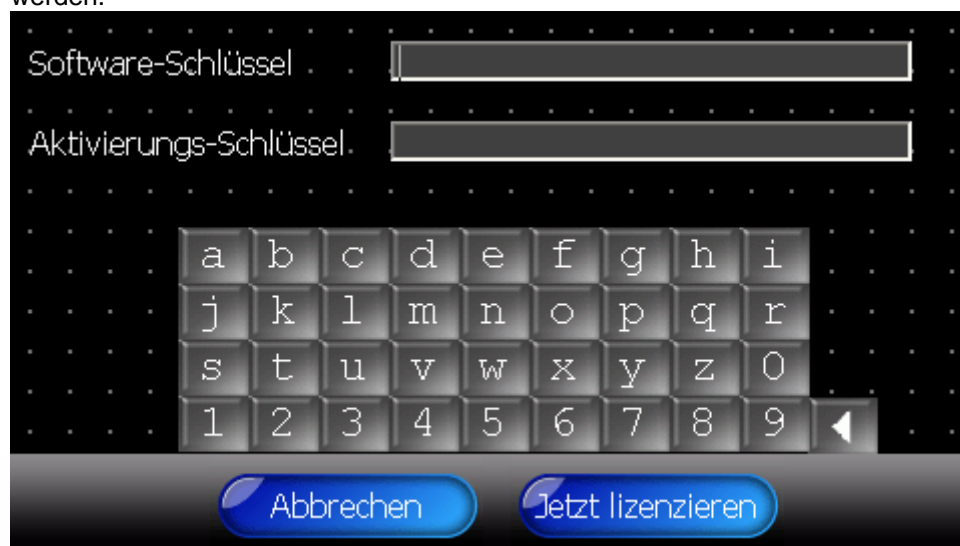 werden.
Software-Schlüssel
Aktivierungs-Schlüssel
a b c d e f g h i
j k l m n o p q r
s t u v w x y z 0
1 2 3 4 5 6 7 8 9
Abbrechen Jetzt lizenzieren